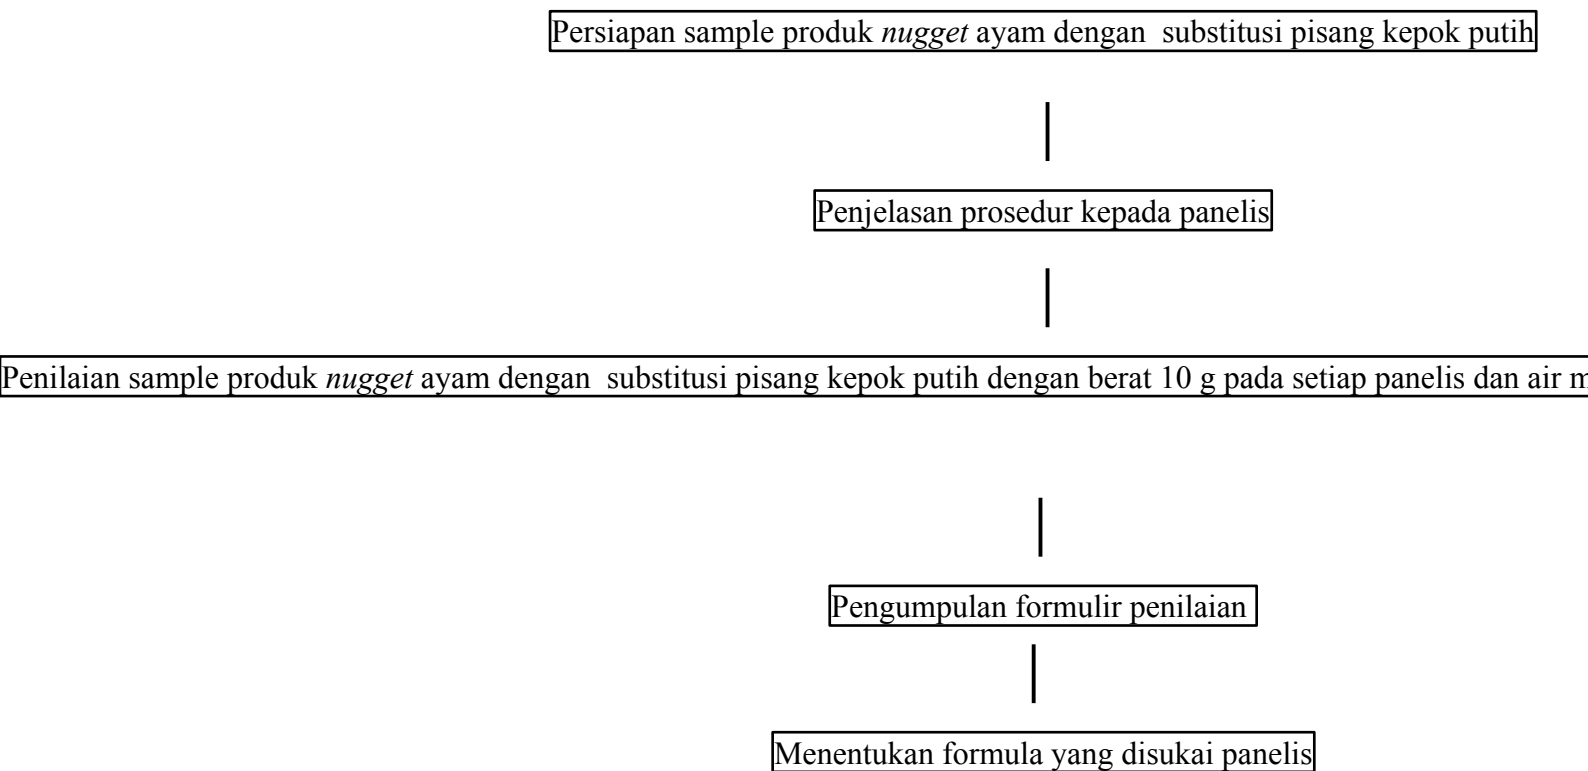 Persiapan sample produk nugget ayam dengan  substitusi pisang kepok putih
Penjelasan prosedur kepada panelis
Penilaian sample produk nugget ayam dengan  substitusi pisang kepok putih dengan berat 10 g pada setiap panelis dan air
Pengumpulan formulir penilaian
Menentukan formula yang disukai panelis